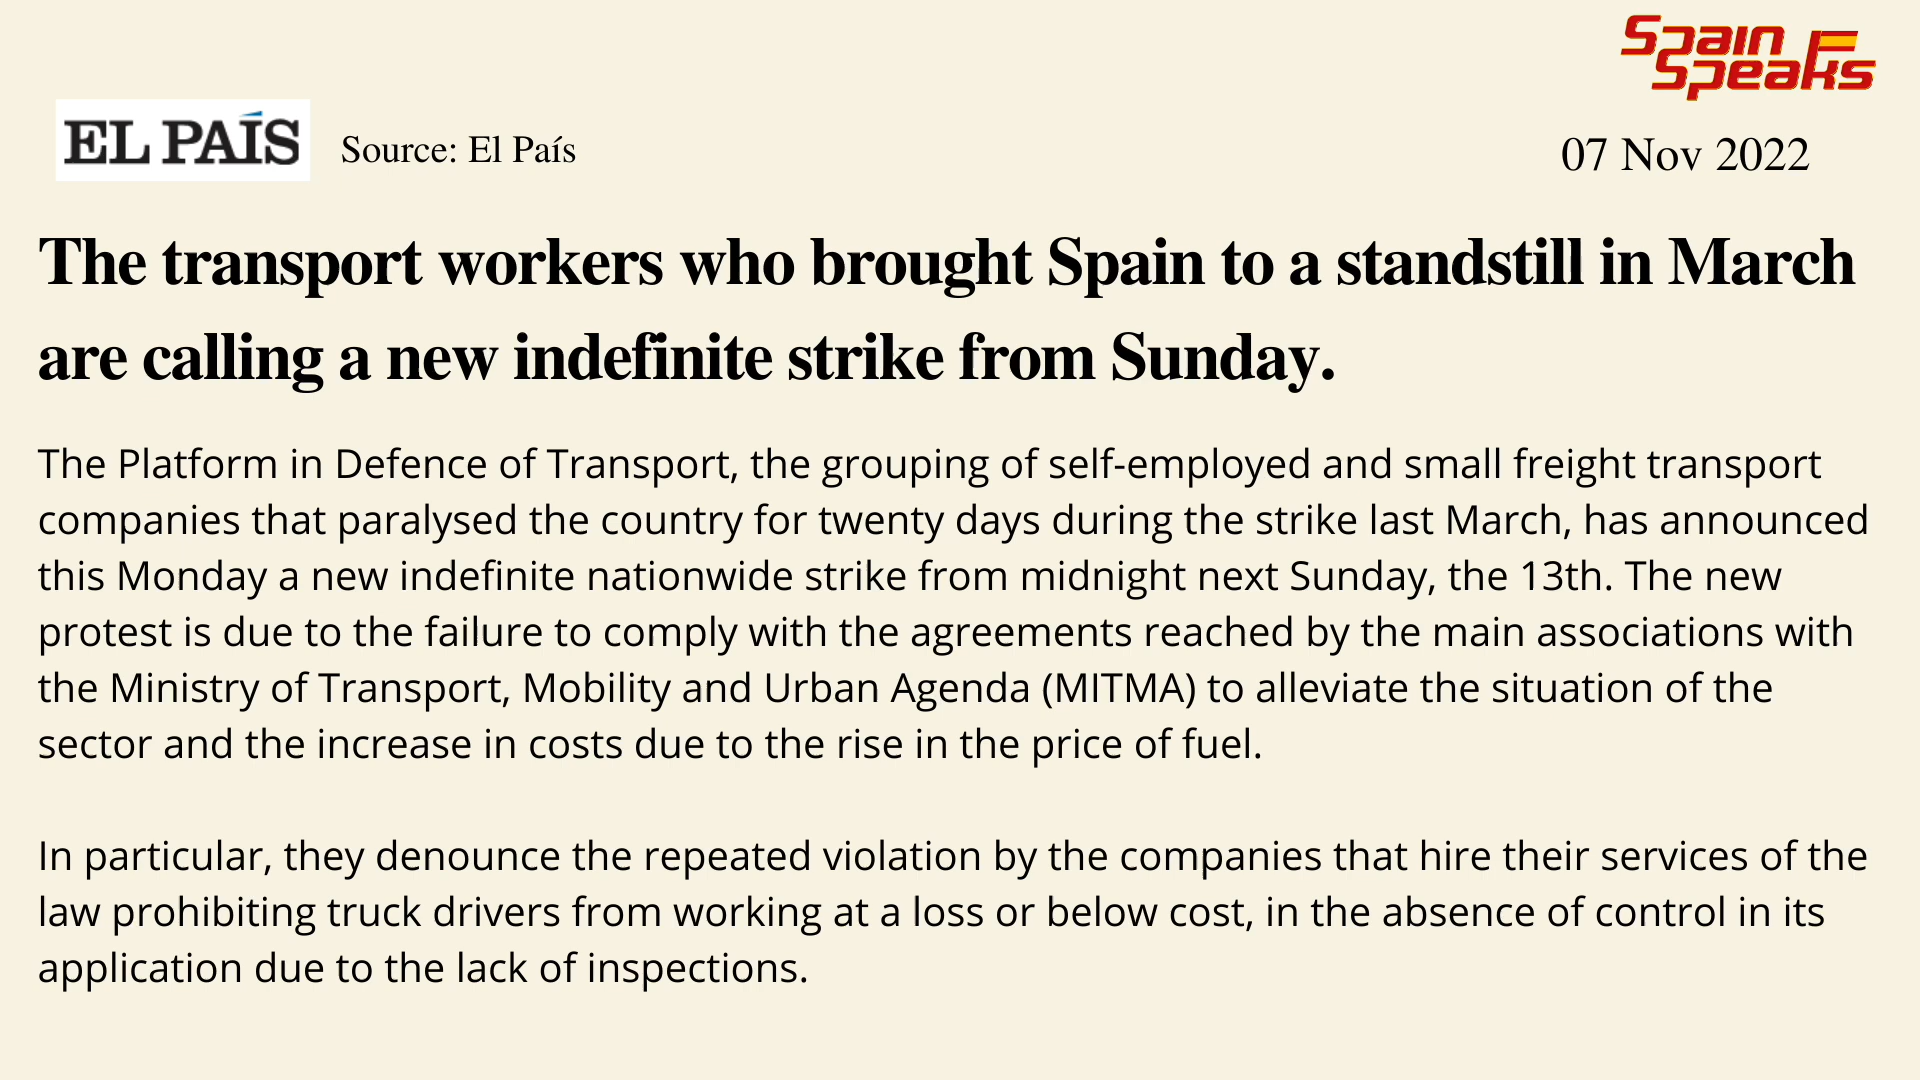 Spain
Speaks
EL PAÍS
Source: El País
07 Nov 2022
The transport workers who brought Spain to a standstill in March
are calling a new indefinite strike from Sunday.
The Platform in Defence of Transport, the grouping of self-employed and small freight transport
companies that paralysed the country for twenty days during the strike last March, has announced
this Monday a new indefinite nationwide strike from midnight next Sunday, the 13th. The new
protest is due to the failure to comply with the agreements reached by the main associations with
the Ministry of Transport, Mobility and Urban Agenda (MITMA) to alleviate the situation of the
sector and the increase in costs due to the rise in the price of fuel.
In particular, they denounce the repeated violation by the companies that hire their services of the
law prohibiting truck drivers from working at a loss or below cost, in the absence of control in its
application due to the lack of inspections.